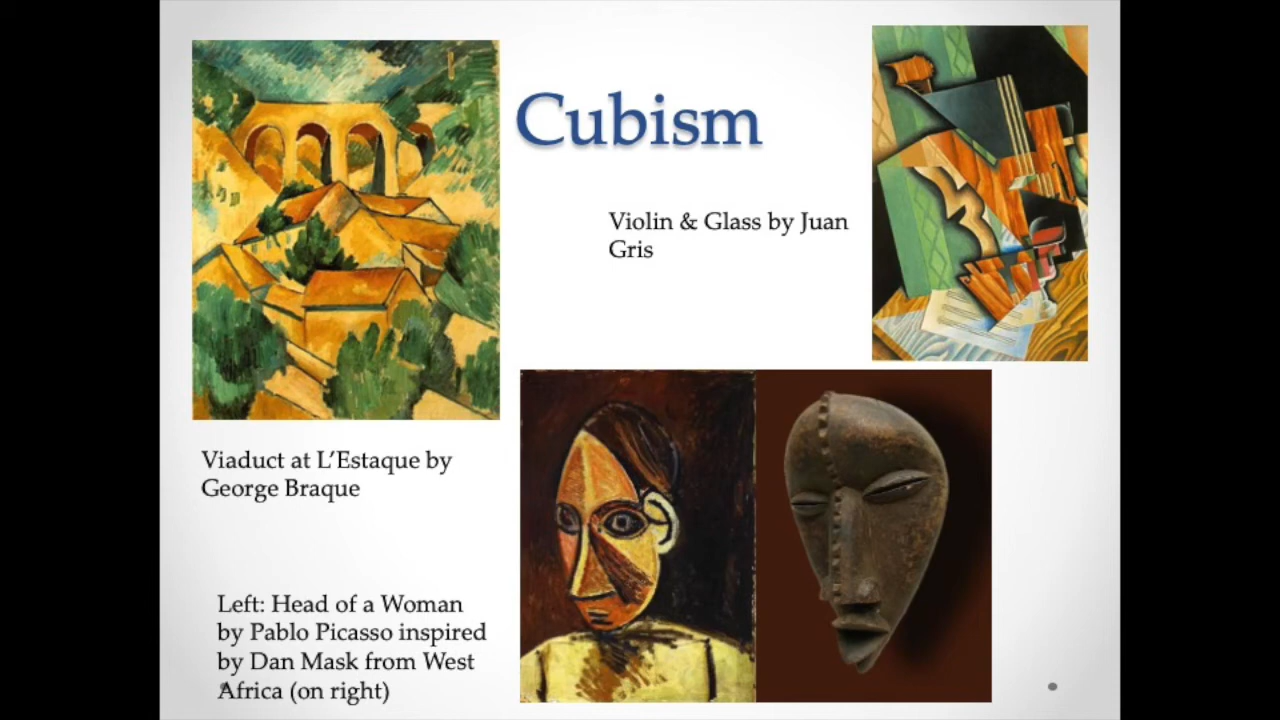 Cubism
Violin & Glass by Juan
Gris
Viaduct at L’Estaque by
George Braque
Left: Head of a Woman
by Pablo Picasso inspired
by Dan Mask from West
Africa (on right)